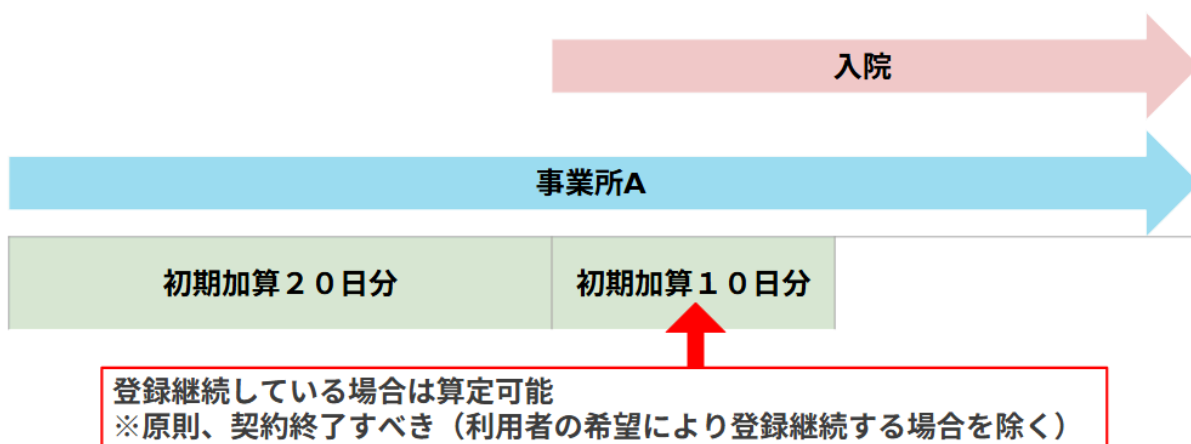 入院
事業所A
初期加算２０日分
初期加算１０日分
登録継続している場合は算定可能
※原則、契約終了すべき（利用者の希望により登録継続する場合を除く）